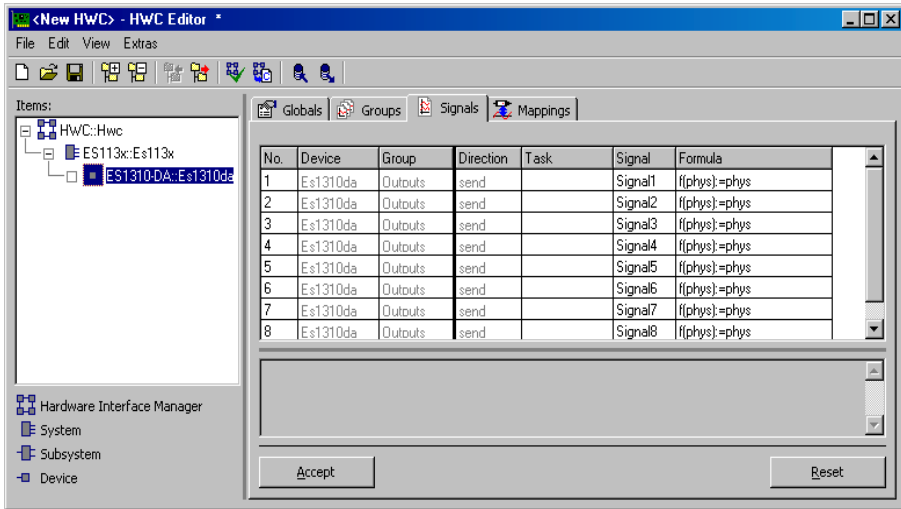 <New HWC> - HWC Editor *
File Edit View Extras
Items:
HWC::Hwc
ES113x::Es113x
ES1310-DA::Es1310da
Globals Groups Signals Mappings
No. Device Group Direction Task Signal Formula
1 Es1310da Outputs send Signal1 f(phys):=phys
2 Es1310da Outputs send Signal2 f(phys):=phys
3 Es1310da Outputs send Signal3 f(phys):=phys
4 Es1310da Outputs send Signal4 f(phys):=phys
5 Es1310da Outputs send Signal5 f(phys):=phys
6 Es1310da Outputs send Signal6 f(phys):=phys
7 Es1310da Outputs send Signal7 f(phys):=phys
8 Es1310da Outputs send Signal8 f(phys):=phys
Hardware Interface Manager
System
Subsystem
Device
Accept Reset